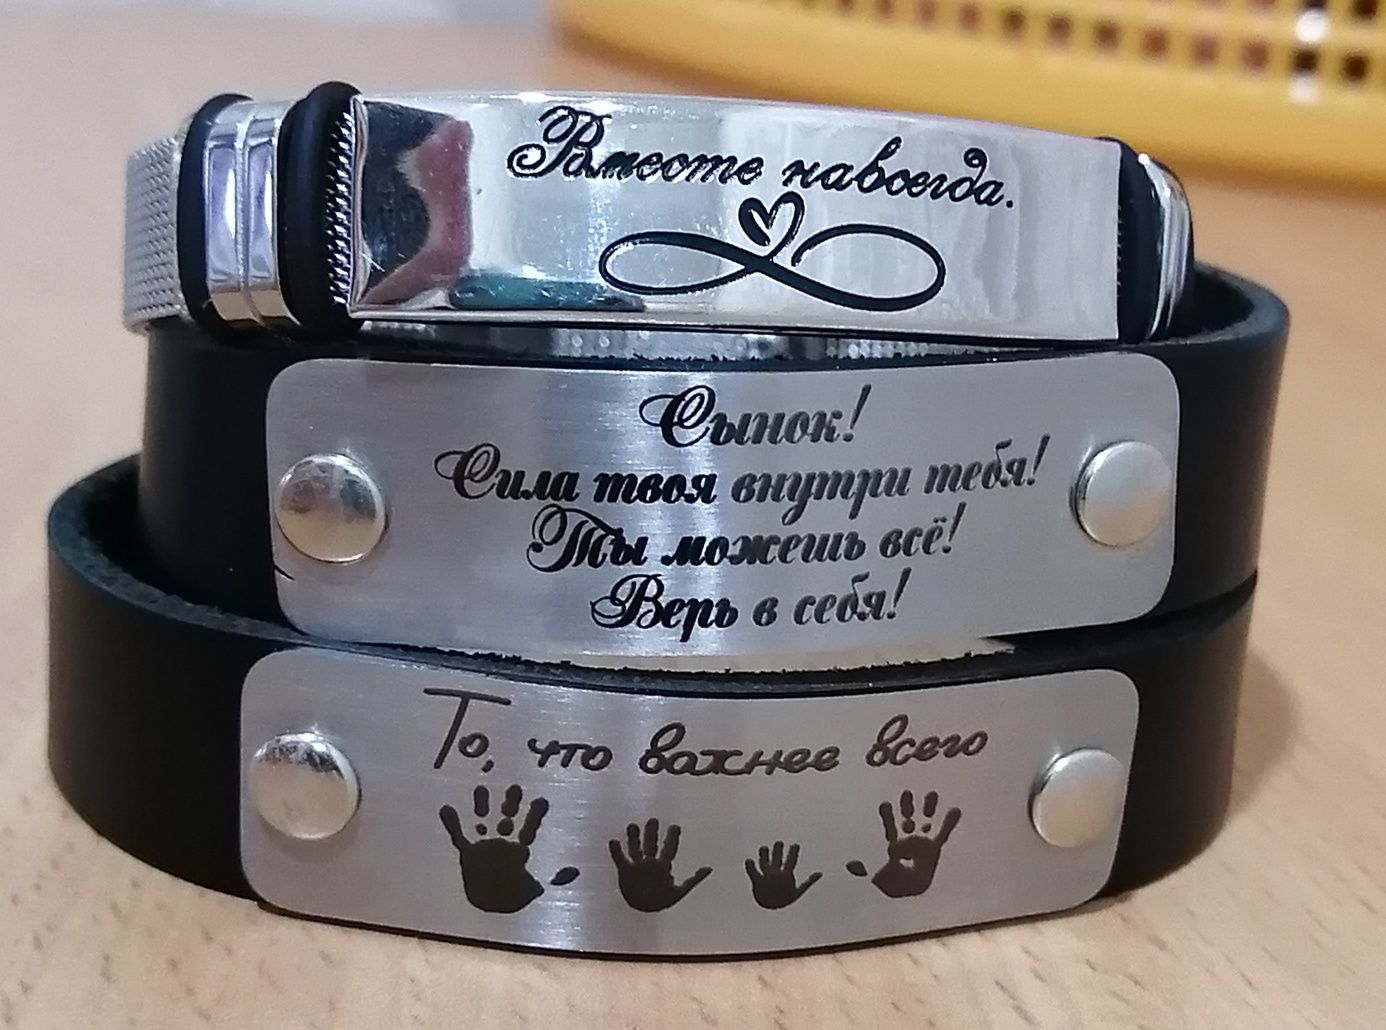 Вместе навсегда.
Сынок!
Сила твоя внутри тебя!
Ты можешь всё!
Верь в себя!
То, что важнее всего